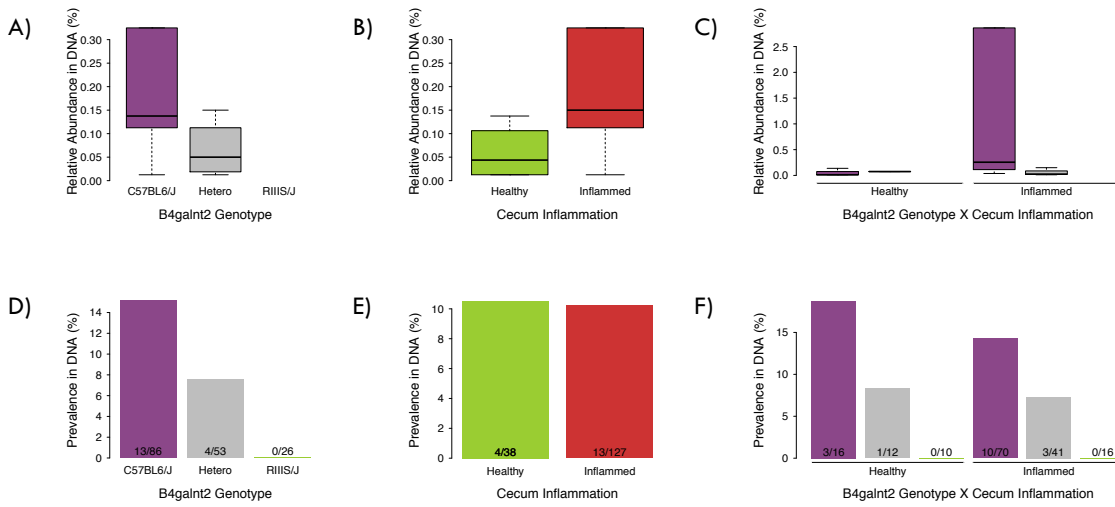 A)
Relative Abundance in DNA (%)
0.30
0.25
0.20
0.15
0.10
0.05
0.00
C57BL6/J Hetero RIIIS/J
B4galnt2 Genotype
B)
Relative Abundance in DNA (%)
0.30
0.25
0.20
0.15
0.10
0.05
0.00
Healthy Inflammed
Cecum Inflammation
C)
Relative Abundance in DNA (%)
2.5
2.0
1.5
1.0
0.5
0.0
Healthy Inflammed
B4galnt2 Genotype X Cecum Inflammation
D)
Prevalence in DNA (%)
14
12
10
8
6
4
2
0
13/86 4/53 0/26
C57BL6/J Hetero RIIIS/J
B4galnt2 Genotype
E)
Prevalence in DNA (%)
10
8
6
4
2
0
4/38 13/127
Healthy Inflammed
Cecum Inflammation
F)
Prevalence in DNA (%)
15
10
5
0
3/16 1/12 0/10 10/70 3/41 0/16
Healthy Inflammed
B4galnt2 Genotype X Cecum Inflammation